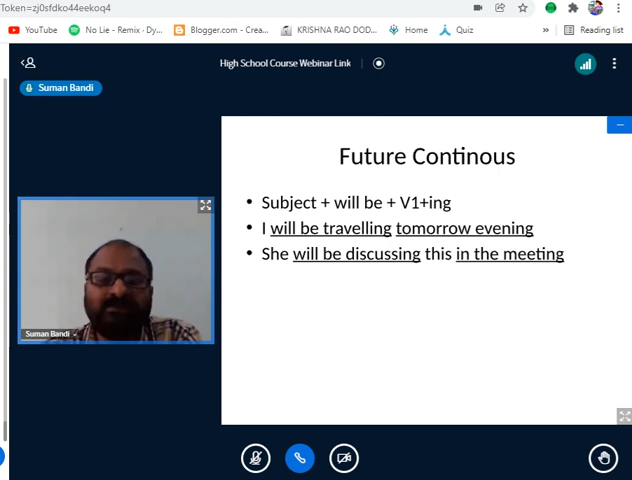 Token=zj0sfdko44eekoq4
YouTube No Lie - Remix · Dy... Blogger.com - Crea... KRISHNA RAO DOD... Home Quiz » Reading list
High School Course Webinar Link
Suman Bandi
Future Continous
• Subject + will be + V1+ing
• I will be travelling tomorrow evening
• She will be discussing this in the meeting
Suman Bandi